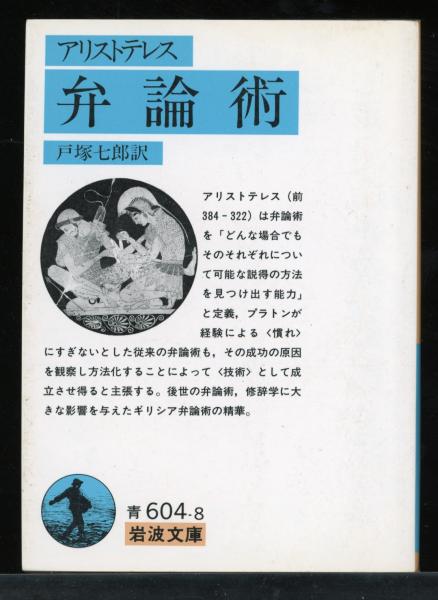 アリストテレス
弁論術
戸塚七郎訳
アリストテレス（前
384－322）は弁論術
を「どんな場合でも
そのそれぞれについ
て可能な説得の方法
を見つけ出す能力」
と定義，プラトンが
経験による〈慣れ〉
にすぎないとした従来の弁論術も，その成功の原因
を観察し方法化することによって〈技術〉として成
立させ得ると主張する。後世の弁論術，修辞学に大
きな影響を与えたギリシア弁論術の精華。
青604-8
岩波文庫